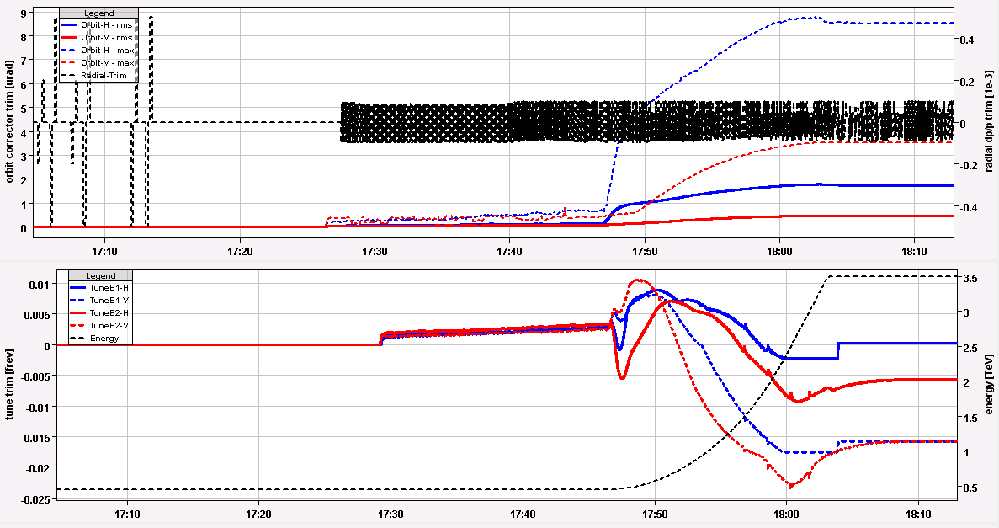 Legend
Orbit-H - rms
Orbit-V - rms
Orbit-H - max
Orbit-V - max
Radial-Trim
orbit corrector trim [urad]
9
8
7
6
5
4
3
2
1
0
radial dp/p trim [1e-3]
0.4
0.2
0
-0.2
-0.4
17:10
17:20
17:30
17:40
17:50
18:00
18:10
Legend
TuneB1-H
TuneB1-V
TuneB2-H
TuneB2-V
Energy
tune trim [frev]
0.01
0.005
0
-0.005
-0.01
-0.015
-0.02
-0.025
energy [TeV]
3.5
3
2.5
2
1.5
1
0.5
17:10
17:20
17:30
17:40
17:50
18:00
18:10